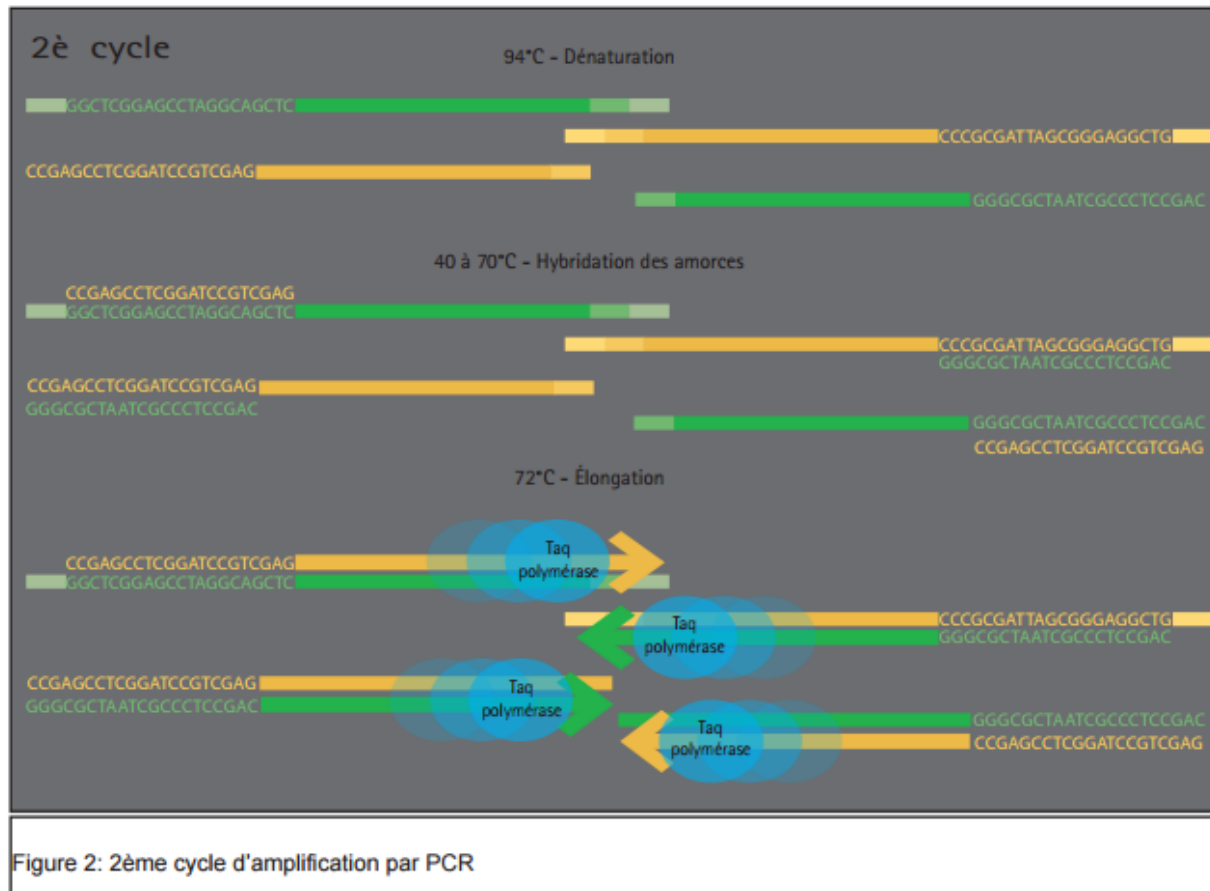 2è cycle
94°C - Dénaturation
GGCTCGGAGCCTAGGCAGCTC
CCCGCGATTAGCGGGAGGCTG
CCGAGCCTCGGATCCGTCGAG
GGGCGCTAATCGCCCTCCGAC
40 à 70°C - Hybridation des amorces
CCGAGCCTCGGATCCGTCGAG
GGCTCGGAGCCTAGGCAGCTC
CCCGCGATTAGCGGGAGGCTG
GGGCGCTAATCGCCCTCCGAC
CCGAGCCTCGGATCCGTCGAG
GGGCGCTAATCGCCCTCCGAC
GGGCGCTAATCGCCCTCCGAC
CCGAGCCTCGGATCCGTCGAG
72°C - Élongation
Taq
polymérase
CCGAGCCTCGGATCCGTCGAG
GGCTCGGAGCCTAGGCAGCTC
Taq
polymérase
CCCGCGATTAGCGGGAGGCTG
GGGCGCTAATCGCCCTCCGAC
CCGAGCCTCGGATCCGTCGAG
GGGCGCTAATCGCCCTCCGAC
Taq
polymérase
Taq
polymérase
GGGCGCTAATCGCCCTCCGAC
CCGAGCCTCGGATCCGTCGAG
Figure 2: 2ème cycle d'amplification par PCR